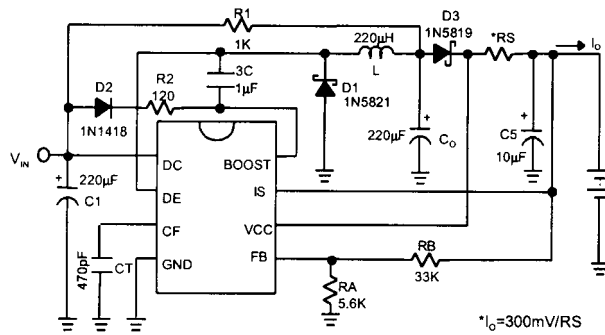 R1
1K
D3
1N5819
*RS
I₀
220μH
L
3C
1μF
D2
1N1418
R2
120
D1
1N5821
220μF
C₀
C5
10μF
V_IN
220μF
C1
DC
BOOST
DE
IS
CF
VCC
GND
FB
470pF
CT
RA
5.6K
RB
33K
*I₀=300mV/RS